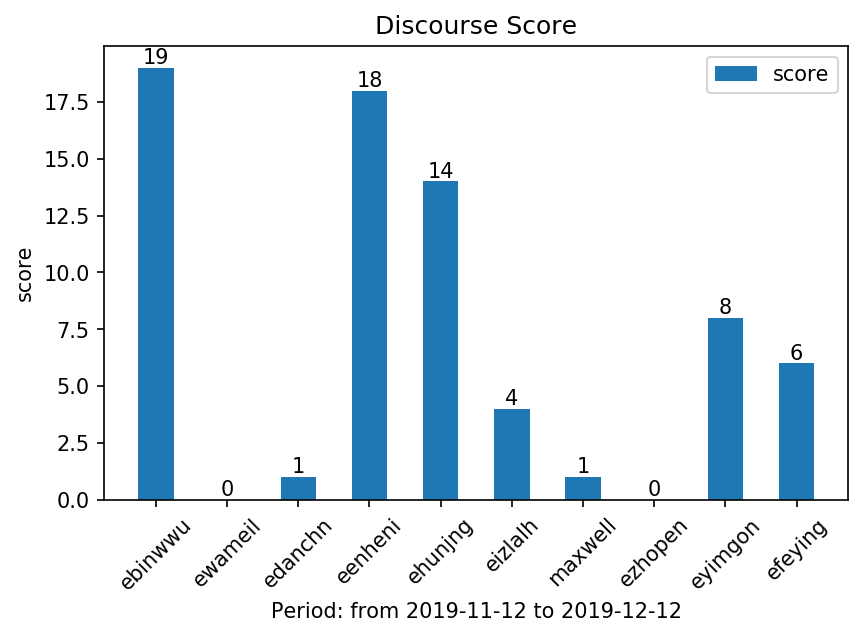 Discourse Score
score
19
0
1
18
14
4
1
0
8
6
17.5
15.0
12.5
10.0
7.5
5.0
2.5
0.0
score
ebinwwu
ewameil
edanchn
eenheni
ehunjng
eizlalh
maxwell
ezhopen
eyimgon
efeying
Period: from 2019-11-12 to 2019-12-12